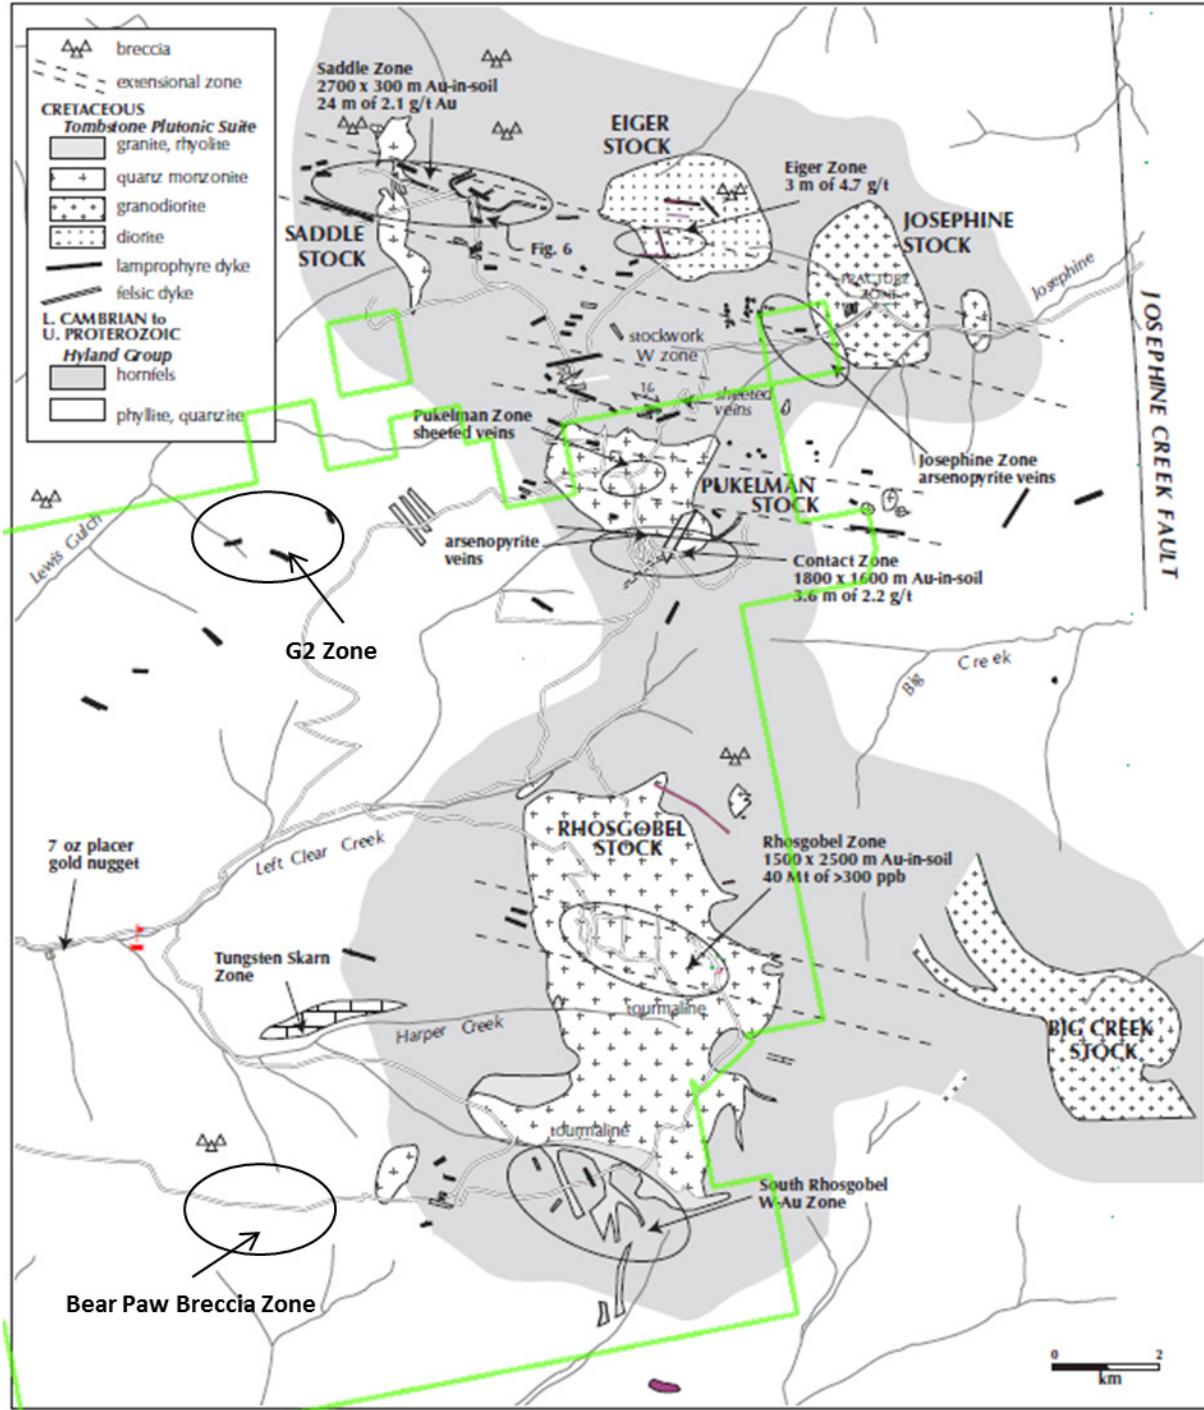 breccia
extensional zone
CRETACEOUS
Tombstone Plutonic Suite
granite, rhyolite
quartz monzonite
granodiorite
diorite
lamprophyre dyke
felsic dyke
L. CAMBRIAN to
U. PROTEROZOIC
Hyland Group
hornfels
phyllite, quartzite
Saddle Zone
2700 x 300 m Au-in-soil
24 m of 2.1 g/t Au
EIGER
STOCK
Eiger Zone
3 m of 4.7 g/t
JOSEPHINE
STOCK
SADDLE
STOCK
Fig. 6
FRACTURE
ZONE
Josephine
JOSEPHINE CREEK FAULT
stockwork
W zone
16
sheeted
veins
Pukelman Zone
sheeted veins
PUKELMAN
STOCK
Josephine Zone
arsenopyrite veins
Lewis Gulch
arsenopyrite
veins
Contact Zone
1800 x 1600 m Au-in-soil
3.6 m of 2.2 g/t
G2 Zone
Big Creek
RHOSGOBEL
STOCK
Rhosgobel Zone
1500 x 2500 m Au-in-soil
40 Mt of >300 ppb
7 oz placer
gold nugget
Left Clear Creek
Tungsten Skarn
Zone
Harper Creek
tourmaline
BIG CREEK
STOCK
tourmaline
South Rhosgobel
W-Au Zone
Bear Paw Breccia Zone
0 2
km